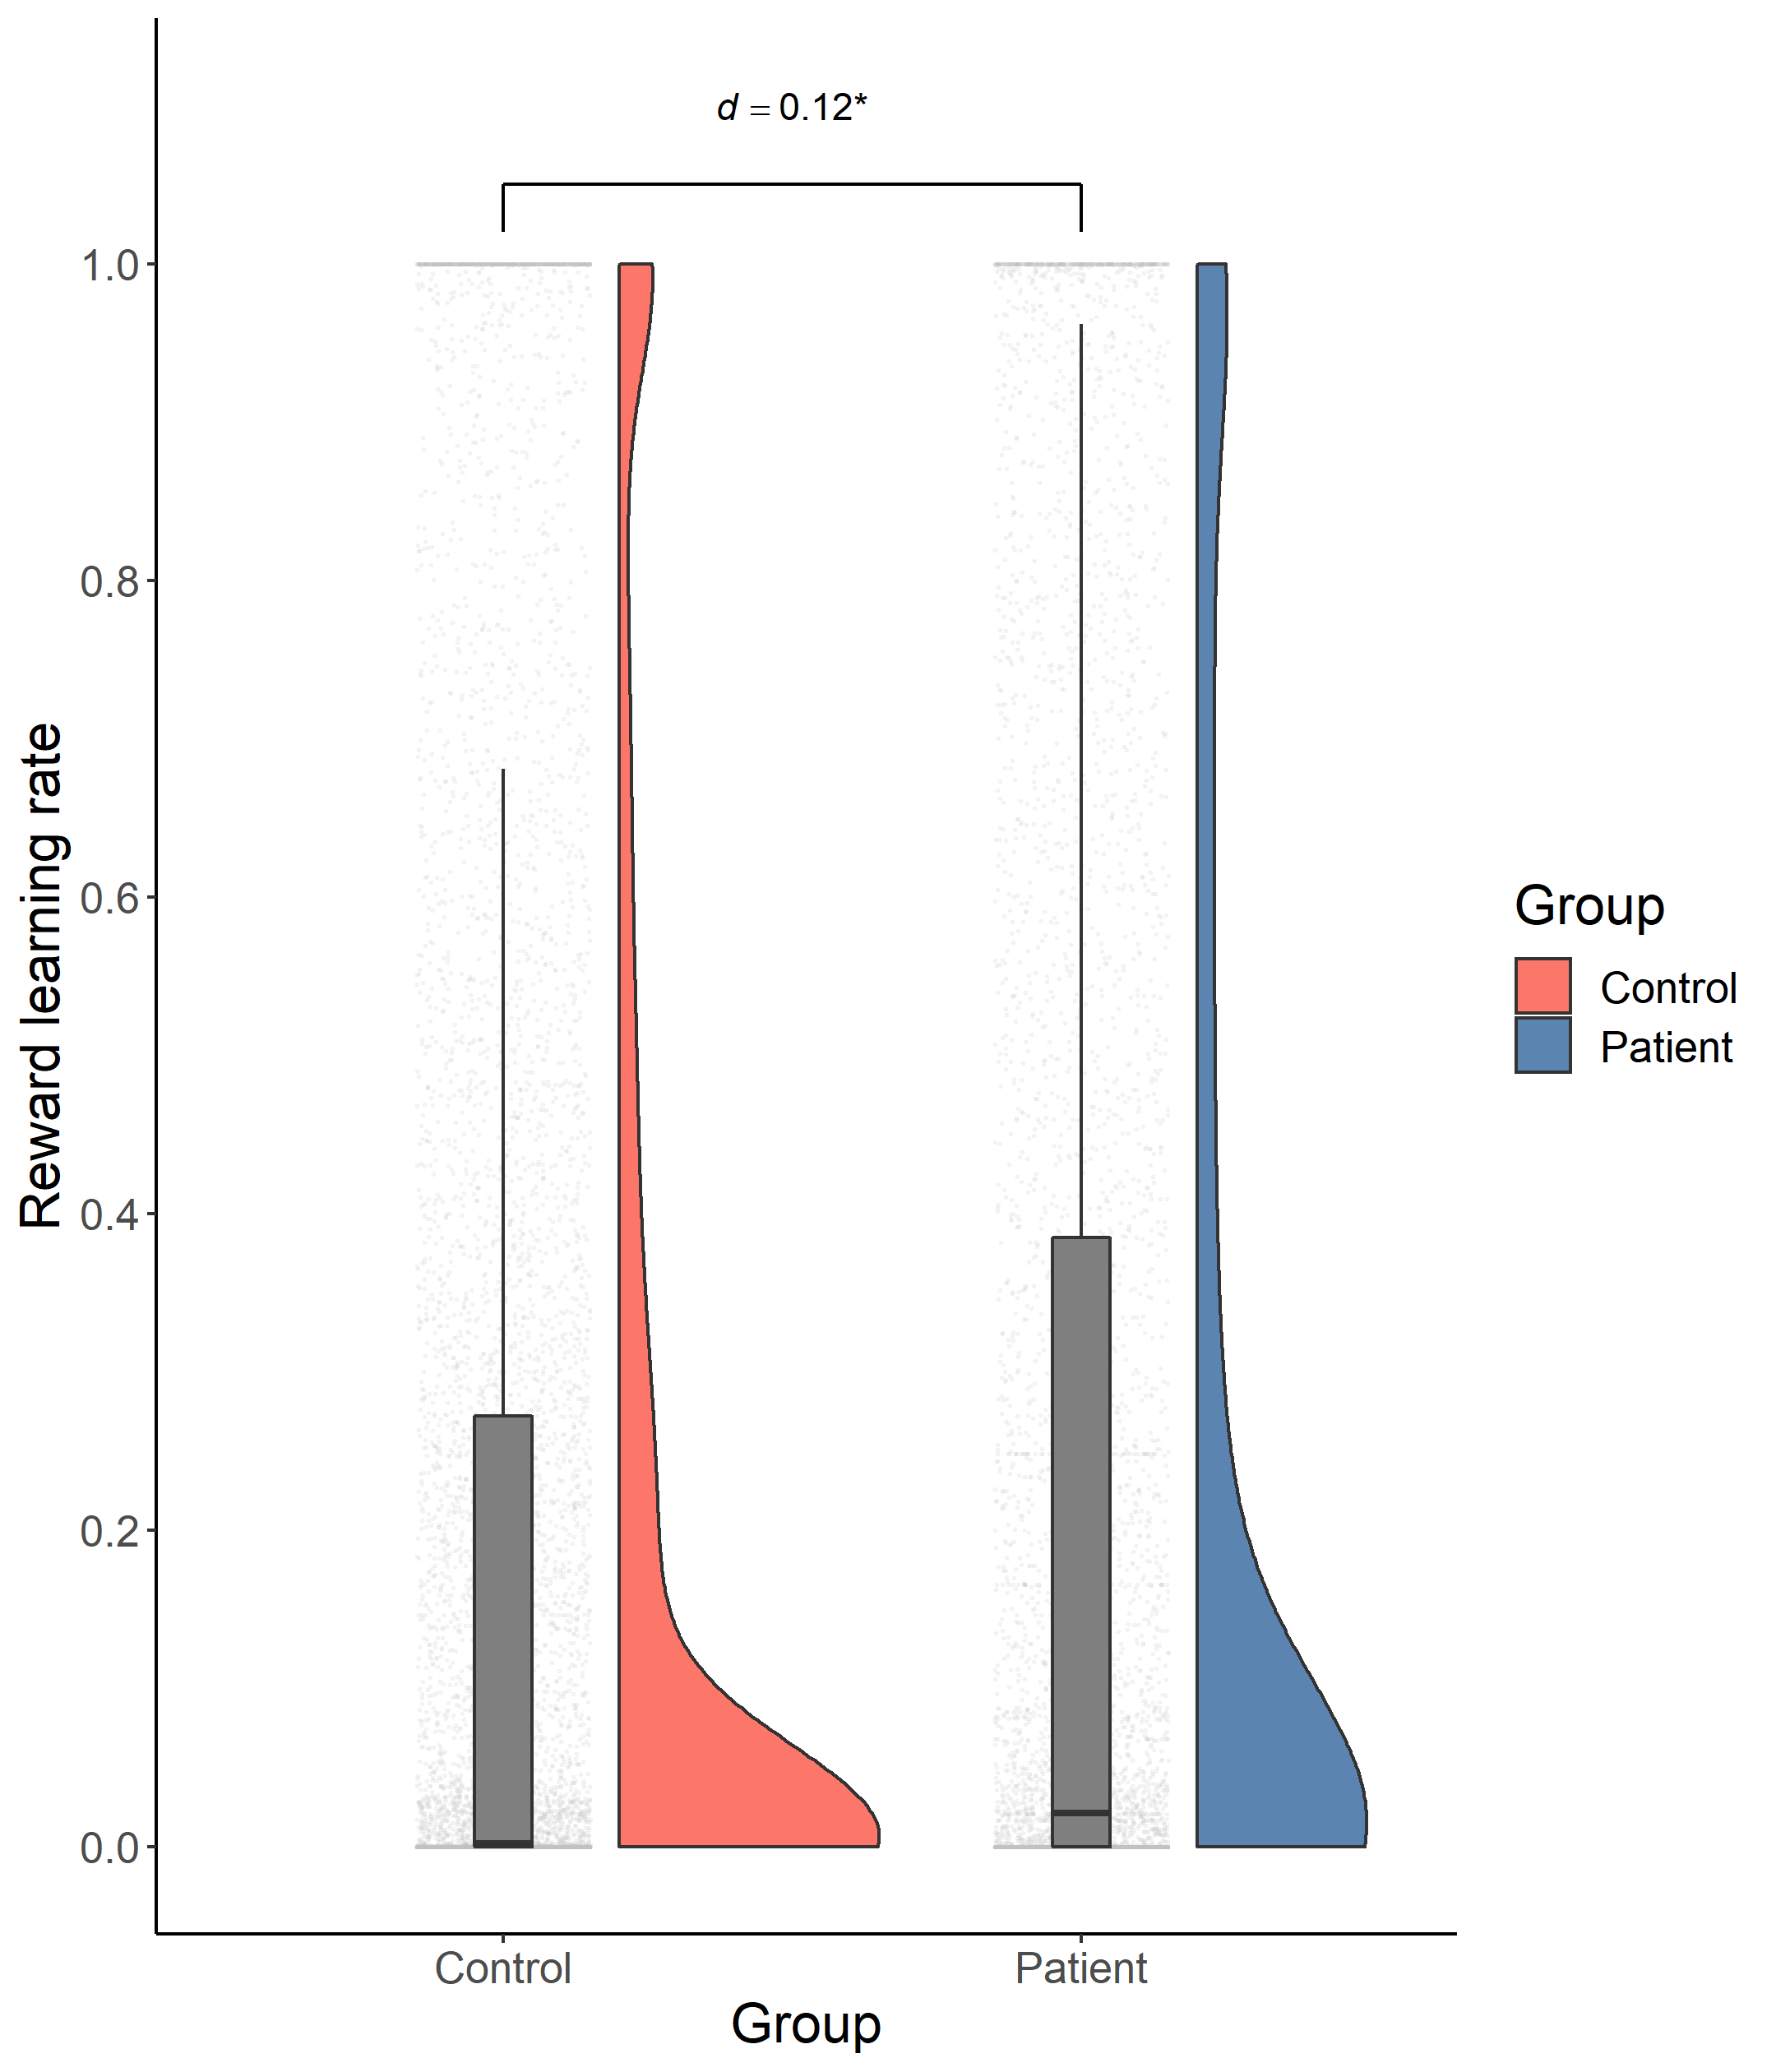 d = 0.12*
1.0
0.8
0.6
0.4
0.2
0.0
Reward learning rate
Control
Patient
Group
Group
Control
Patient